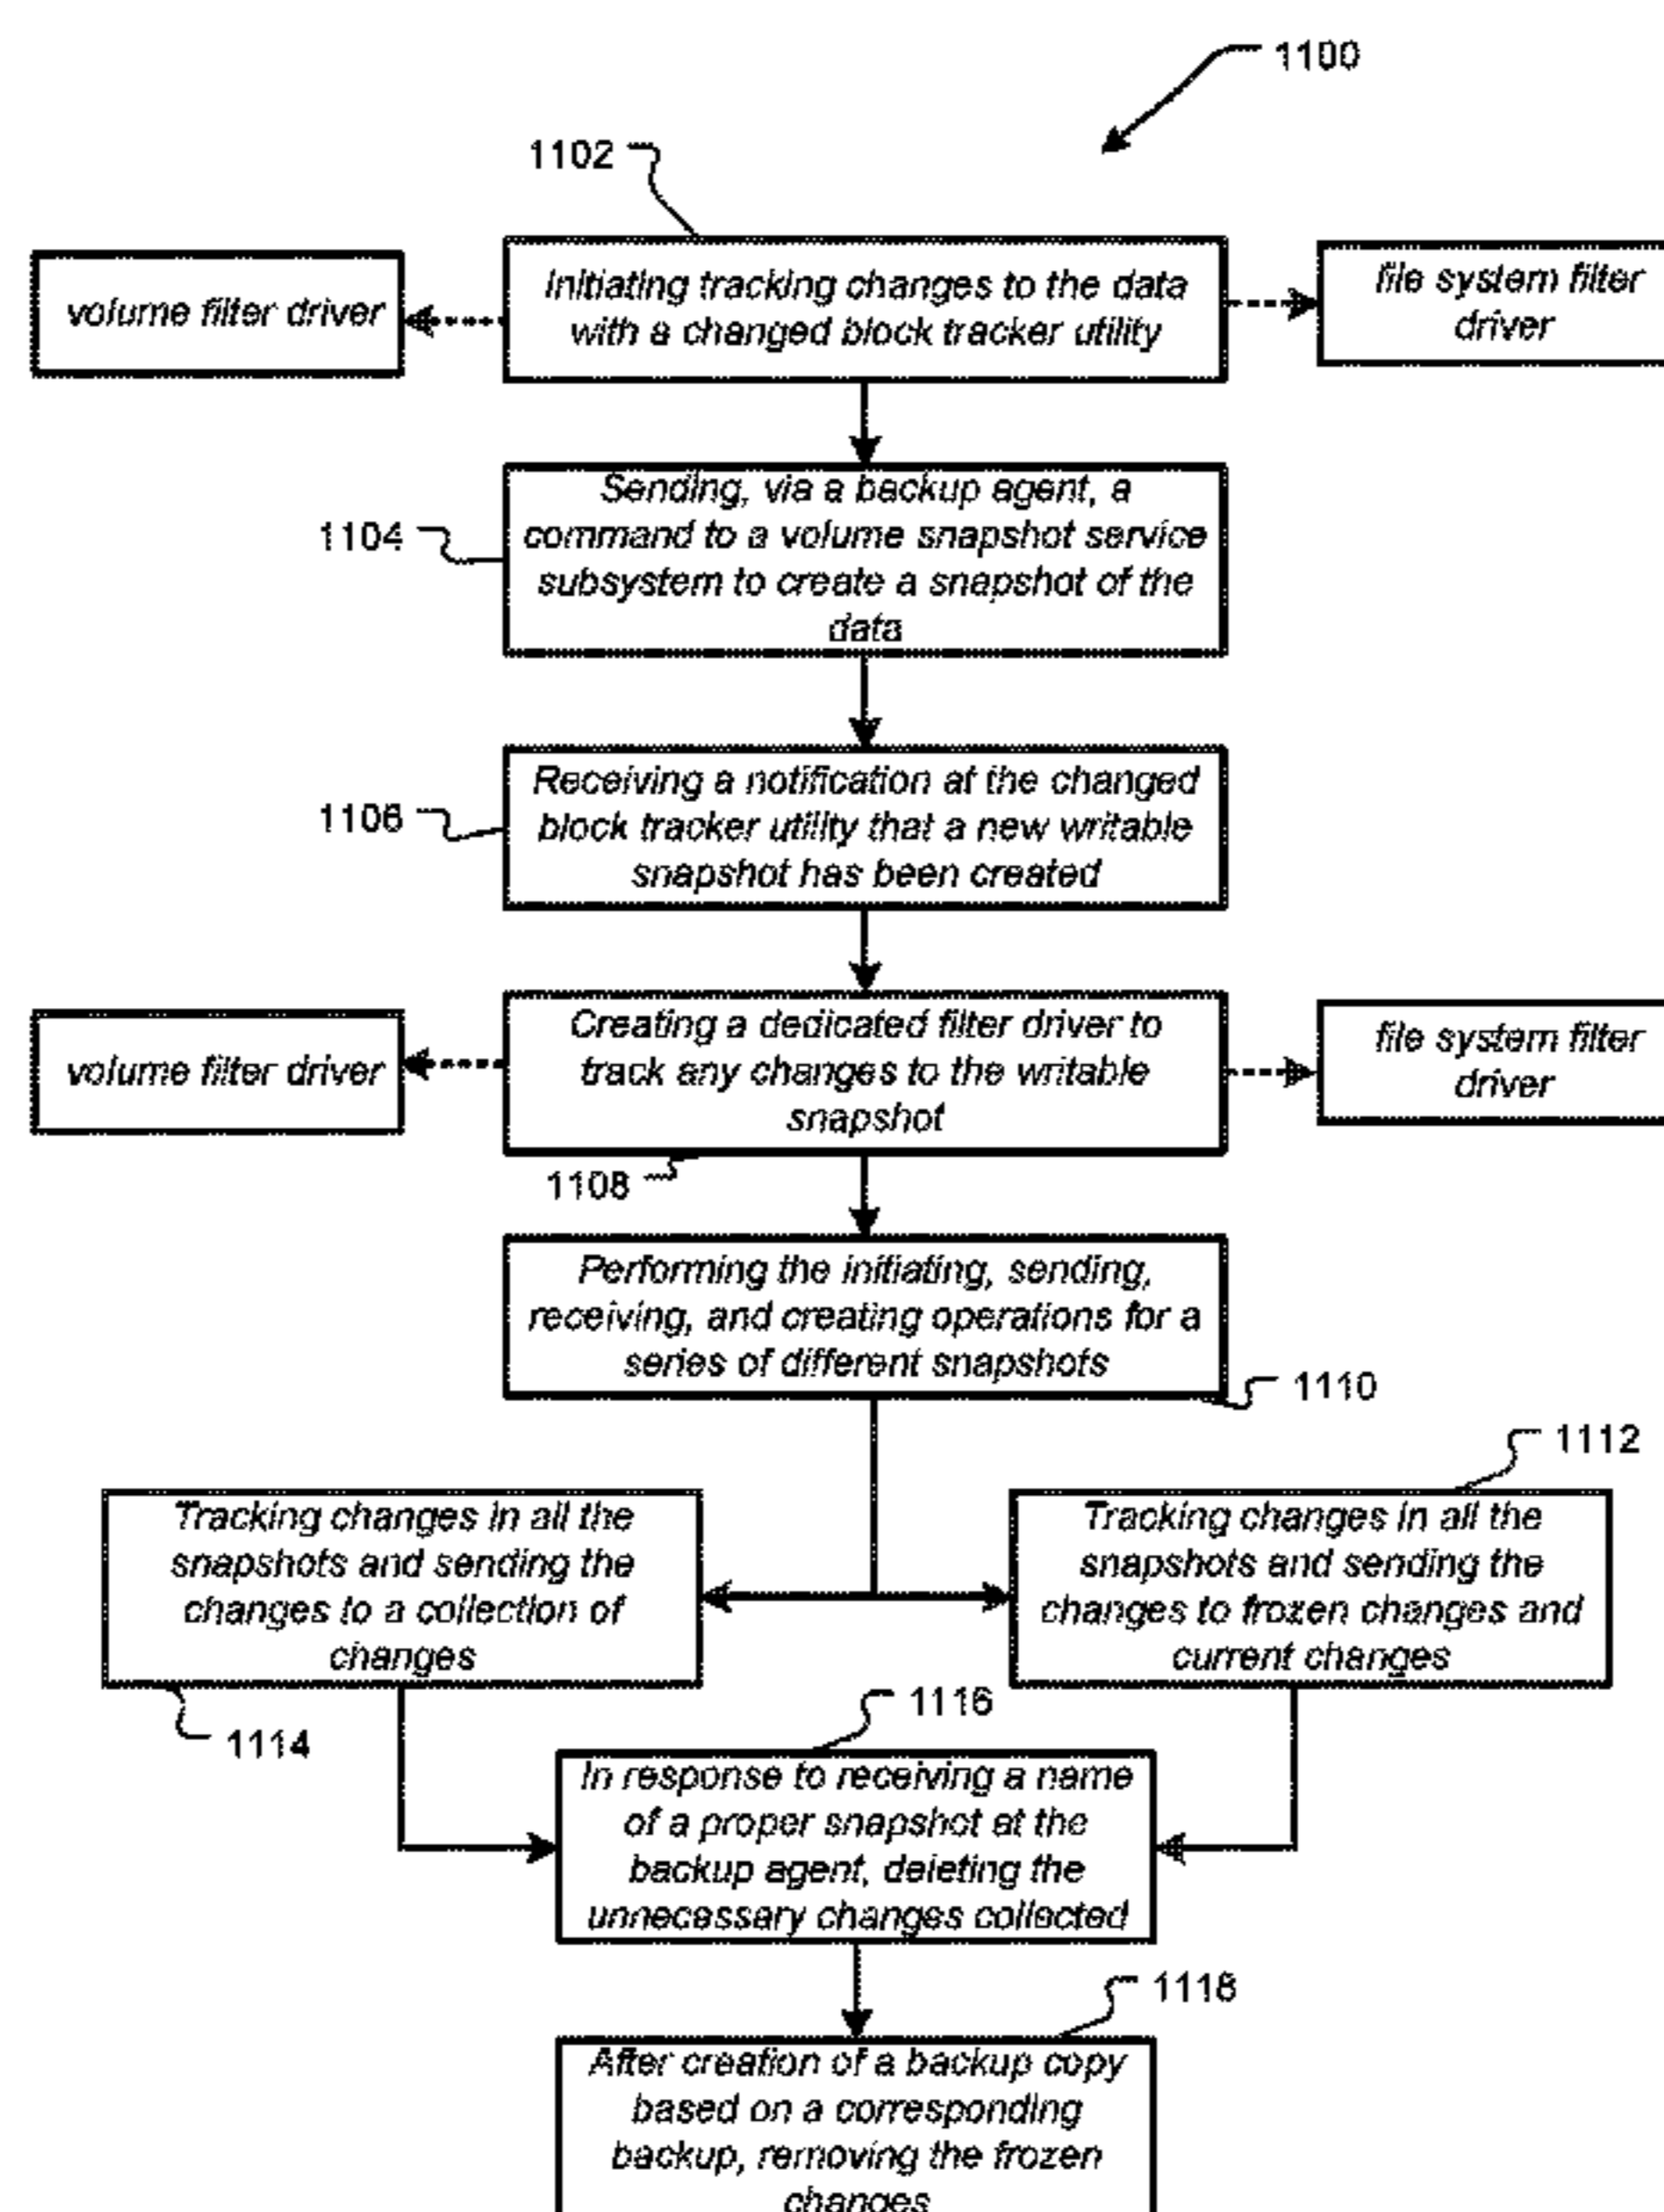 1100
1102
volume filter driver
Initiating tracking changes to the data
with a changed block tracker utility
file system filter
driver
1104
Sending, via a backup agent, a
command to a volume snapshot service
subsystem to create a snapshot of the
data
1106
Receiving a notification at the changed
block tracker utility that a new writable
snapshot has been created
volume filter driver
Creating a dedicated filter driver to
track any changes to the writable
snapshot
file system filter
driver
1108
Performing the initiating, sending,
receiving, and creating operations for a
series of different snapshots
1110
1112
Tracking changes in all the
snapshots and sending the
changes to a collection of
changes
Tracking changes in all the
snapshots and sending the
changes to frozen changes and
current changes
1114
1116
In response to receiving a name
of a proper snapshot at the
backup agent, deleting the
unnecessary changes collected
1118
After creation of a backup copy
based on a corresponding
backup, removing the frozen
changes